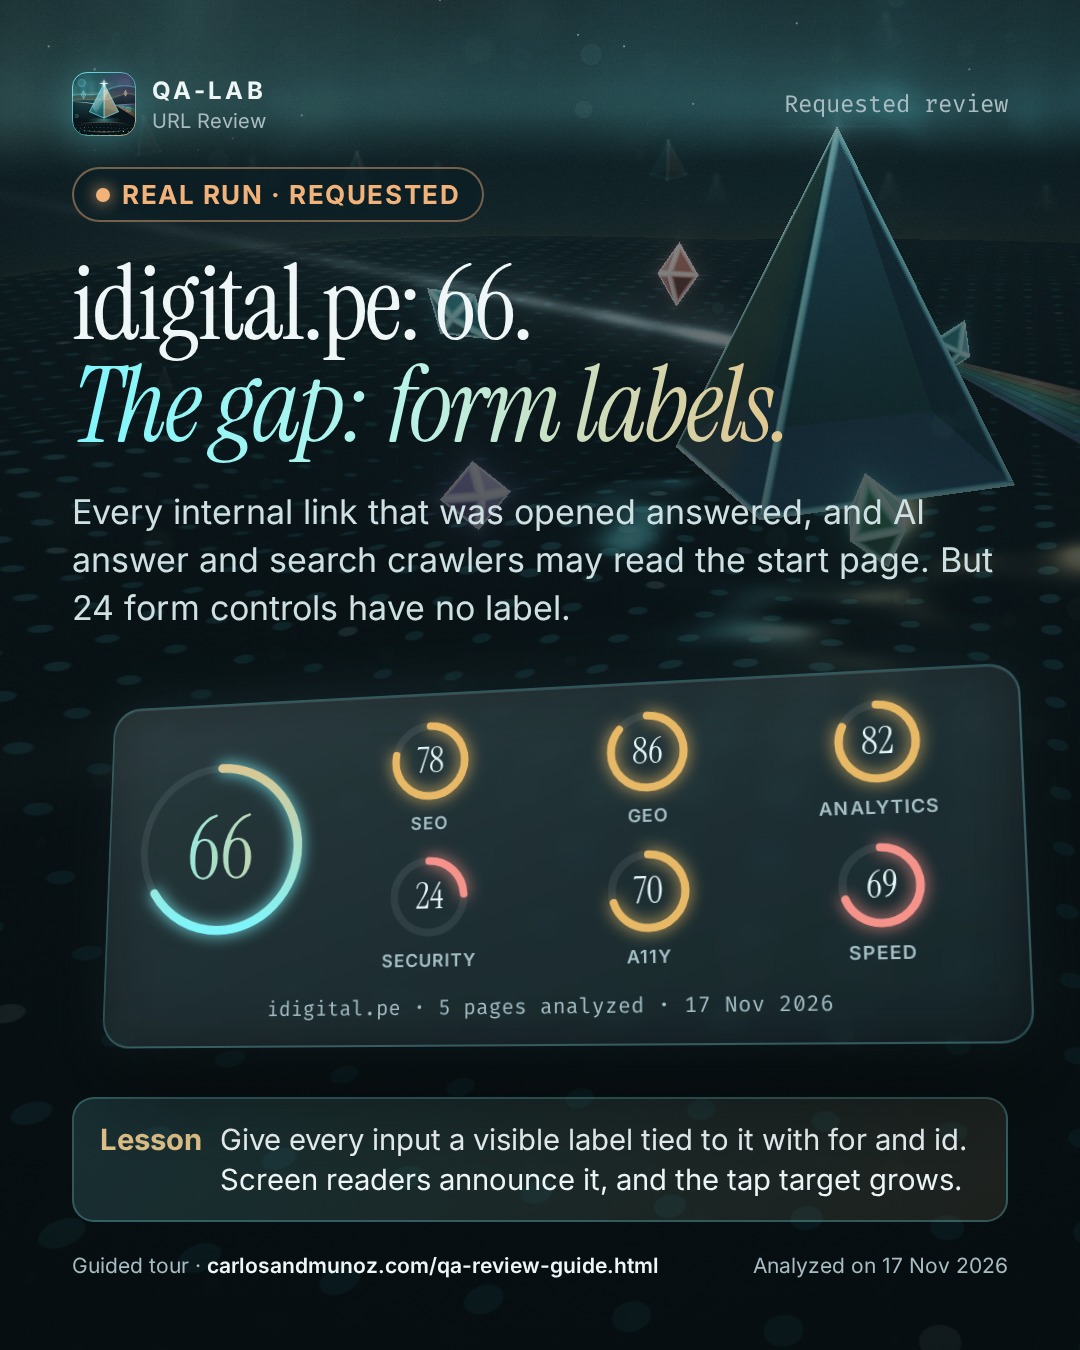 QA-LAB
URL Review
Requested review
REAL RUN · REQUESTED
idigital.pe: 66.
The gap: form labels.
Every internal link that was opened answered, and AI
answer and search crawlers may read the start page. But
24 form controls have no label.
66
78
SEO
86
GEO
82
ANALYTICS
24
SECURITY
70
A11Y
69
SPEED
idigital.pe · 5 pages analyzed · 17 Nov 2026
Lesson Give every input a visible label tied to it with for and id.
Screen readers announce it, and the tap target grows.
Guided tour · carlosandmunoz.com/qa-review-guide.html
Analyzed on 17 Nov 2026